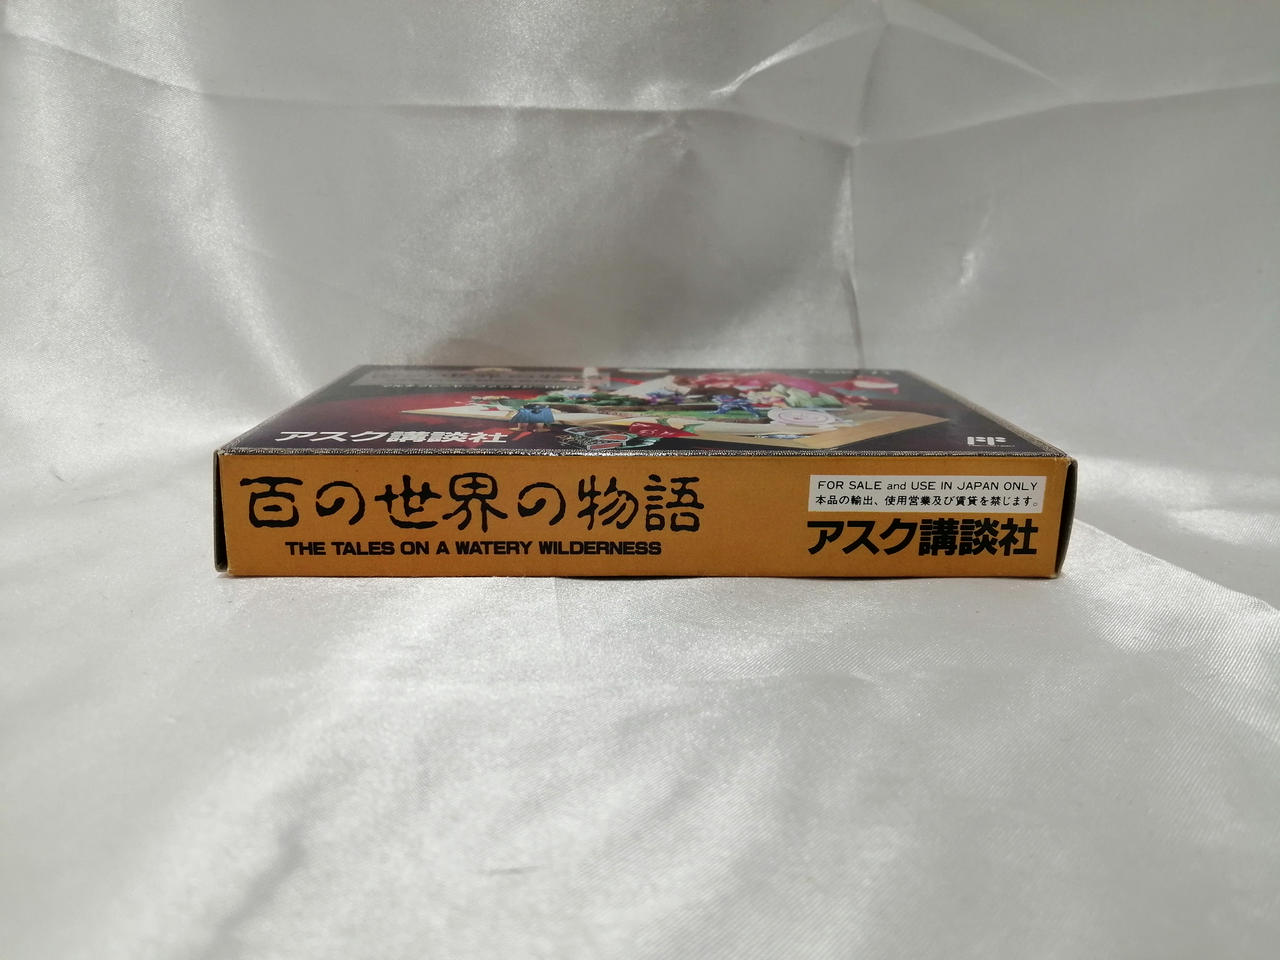 アスク講談社
百の世界の物語
THE TALES ON A WATERY WILDERNESS
FOR SALE and USE IN JAPAN ONLY
本品の輸出、使用営業及び賃貸を禁じます。
アスク講談社